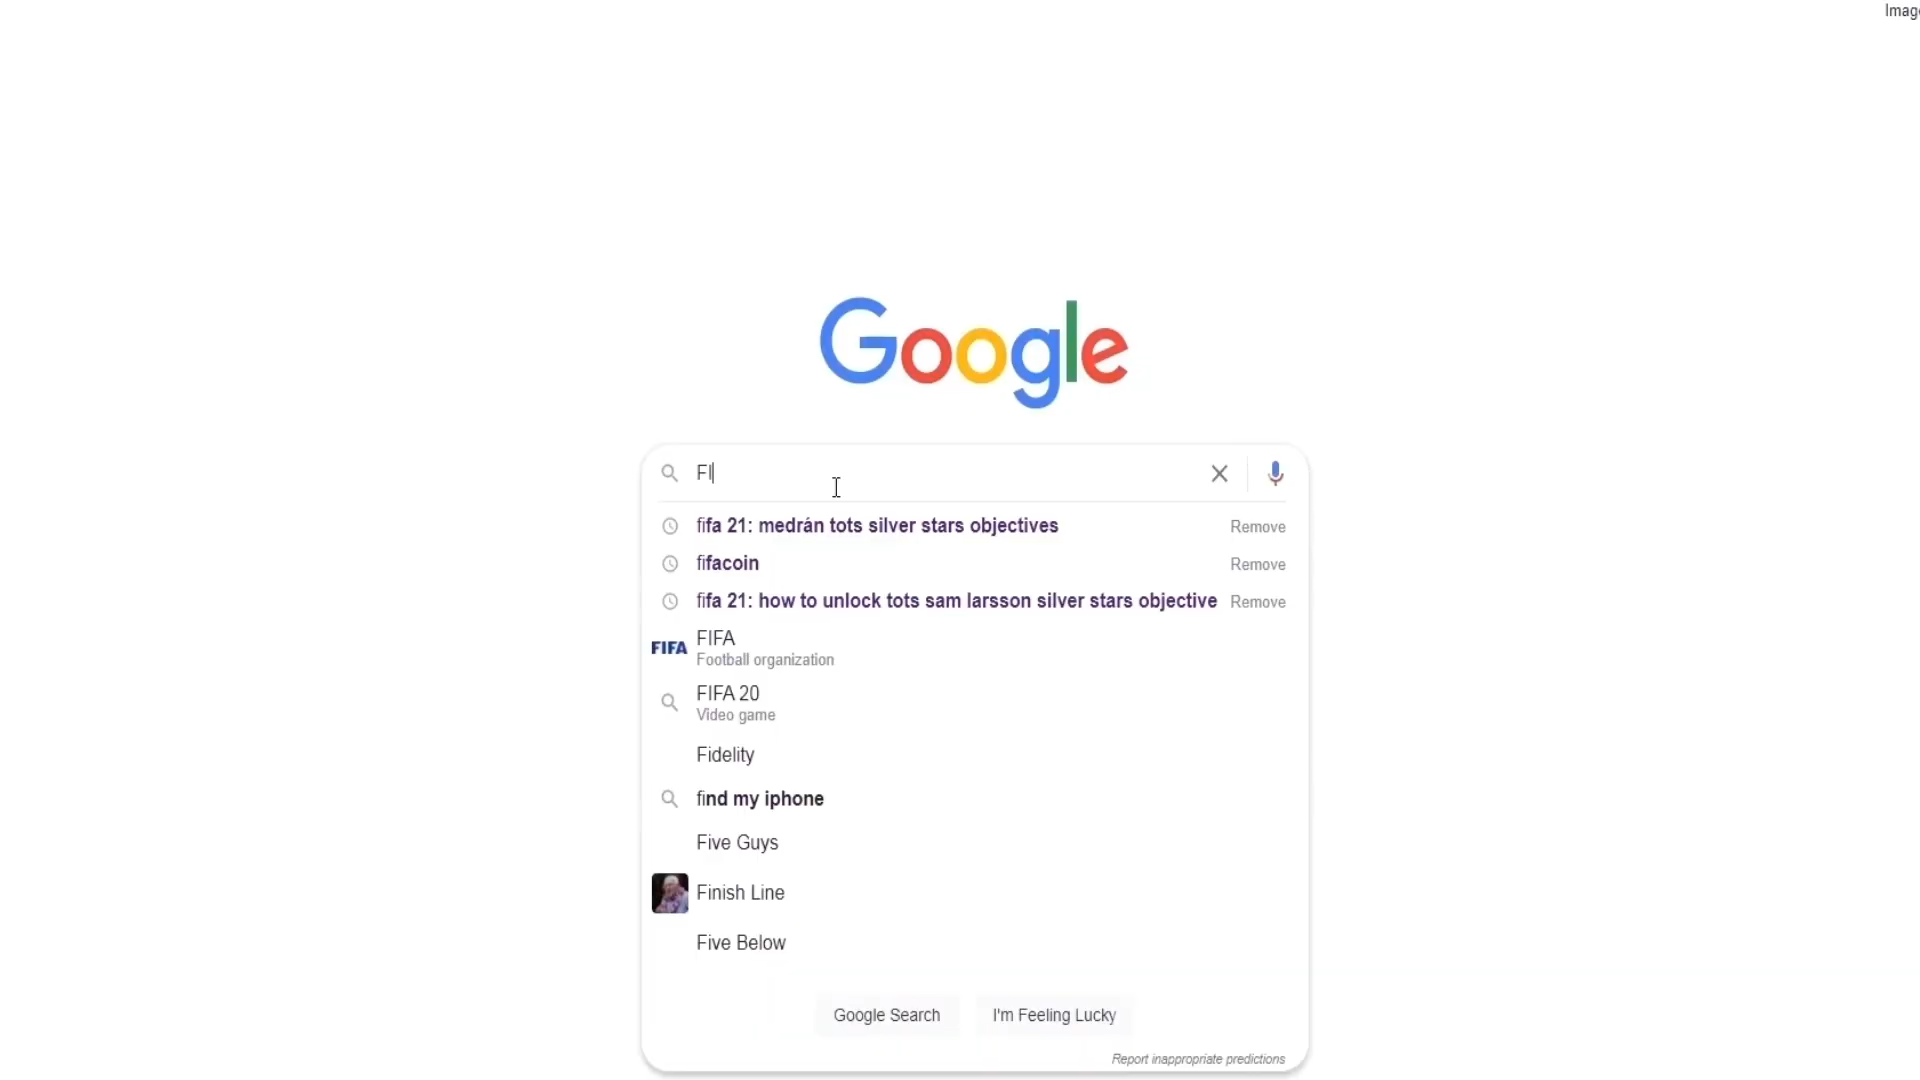 Google
FI
fifa 21: medrán tots silver stars objectives Remove
fifacoin Remove
fifa 21: how to unlock tots sam larsson silver stars objective Remove
FIFA FIFA
Football organization
FIFA 20
Video game
Fidelity
find my iphone
Five Guys
Finish Line
Five Below
Google Search I'm Feeling Lucky
Report inappropriate predictions